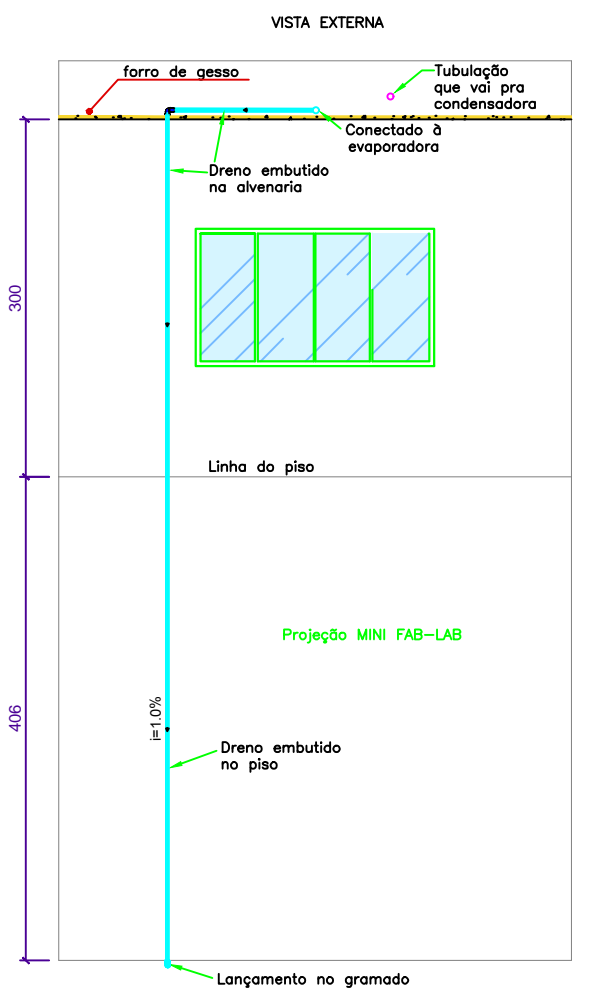 VISTA EXTERNA
forro de gesso
Tubulação
que vai pra
condensadora
Conectado à
evaporadora
Dreno embutido
na alvenaria
300
Linha do piso
Projeção MINI FAB-LAB
406
i=1.0%
Dreno embutido
no piso
Lançamento no gramado